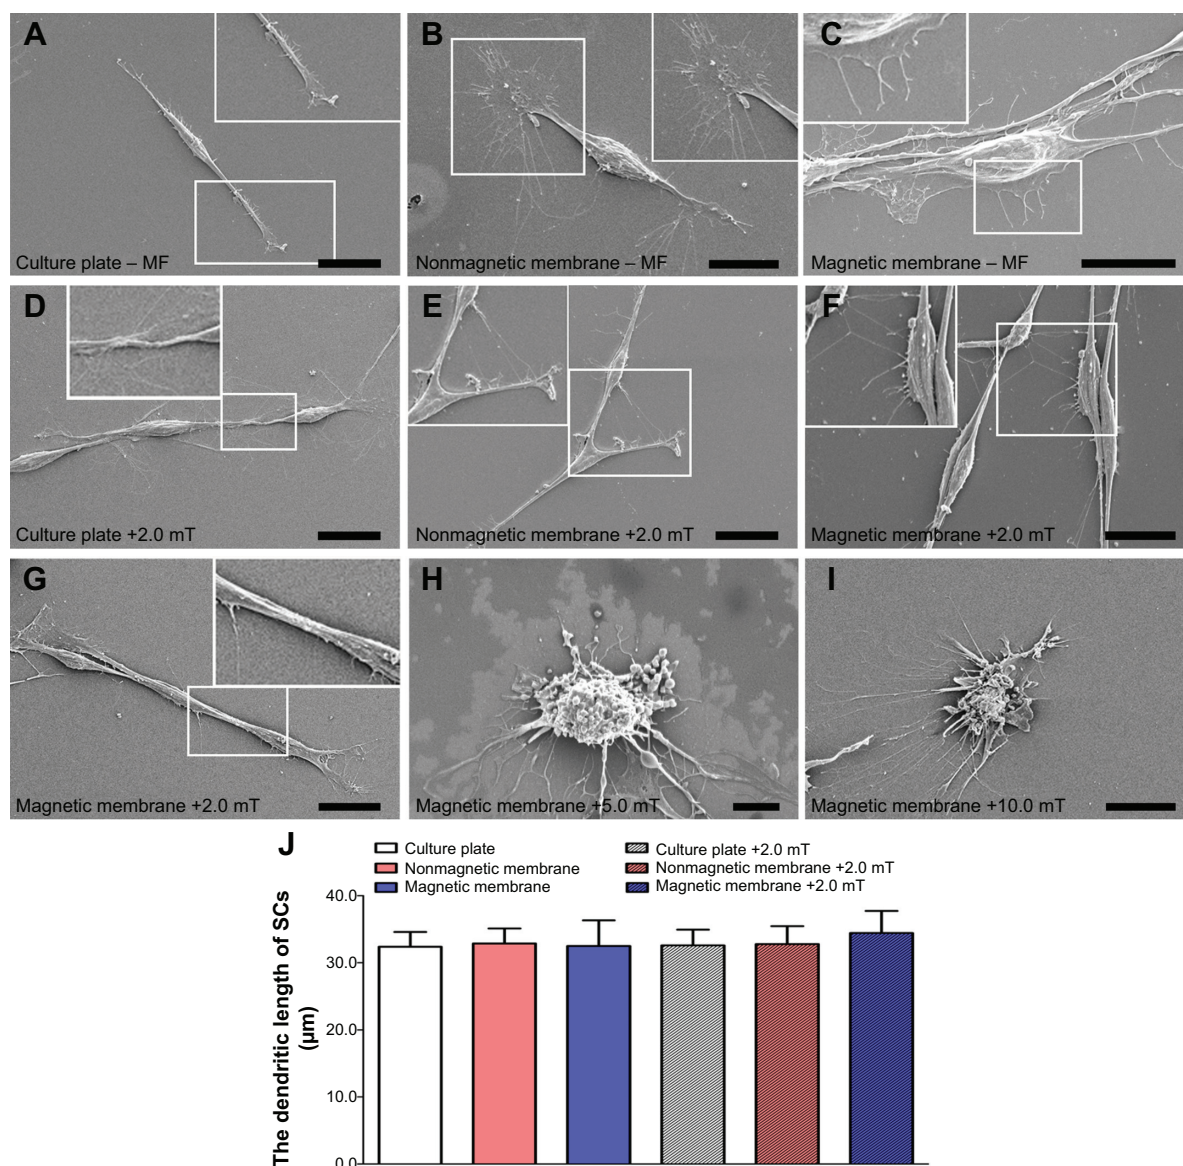 A
B
C
Culture plate – MF
Nonmagnetic membrane – MF
Magnetic membrane – MF
D
E
F
Culture plate +2.0 mT
Nonmagnetic membrane +2.0 mT
Magnetic membrane +2.0 mT
G
H
I
Magnetic membrane +2.0 mT
Magnetic membrane +5.0 mT
Magnetic membrane +10.0 mT
J
Culture plate
Nonmagnetic membrane
Magnetic membrane
Culture plate +2.0 mT
Nonmagnetic membrane +2.0 mT
Magnetic membrane +2.0 mT
The dendritic length of SCs
(μm)
40.0
30.0
20.0
10.0
0.0